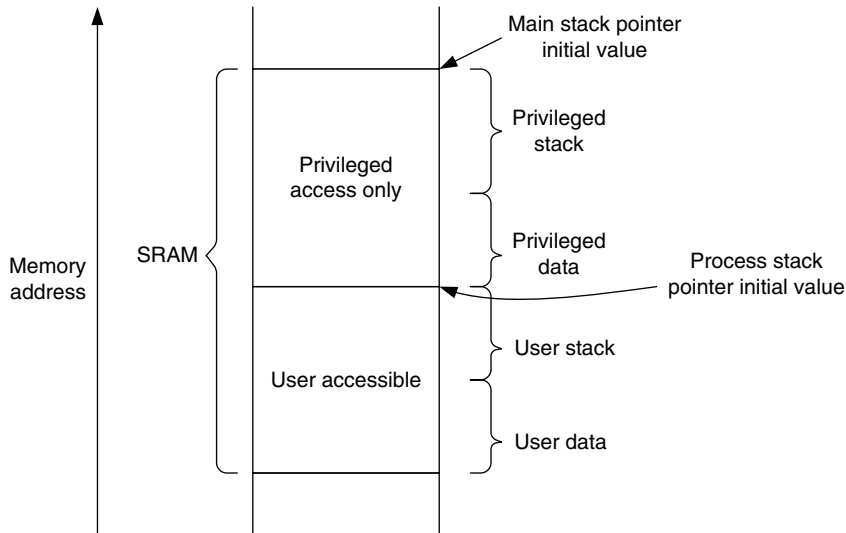 Main stack pointer
initial value
Privileged
stack
Privileged
access only
SRAM
Privileged
data
Memory
address
Process stack
pointer initial value
User stack
User accessible
User data